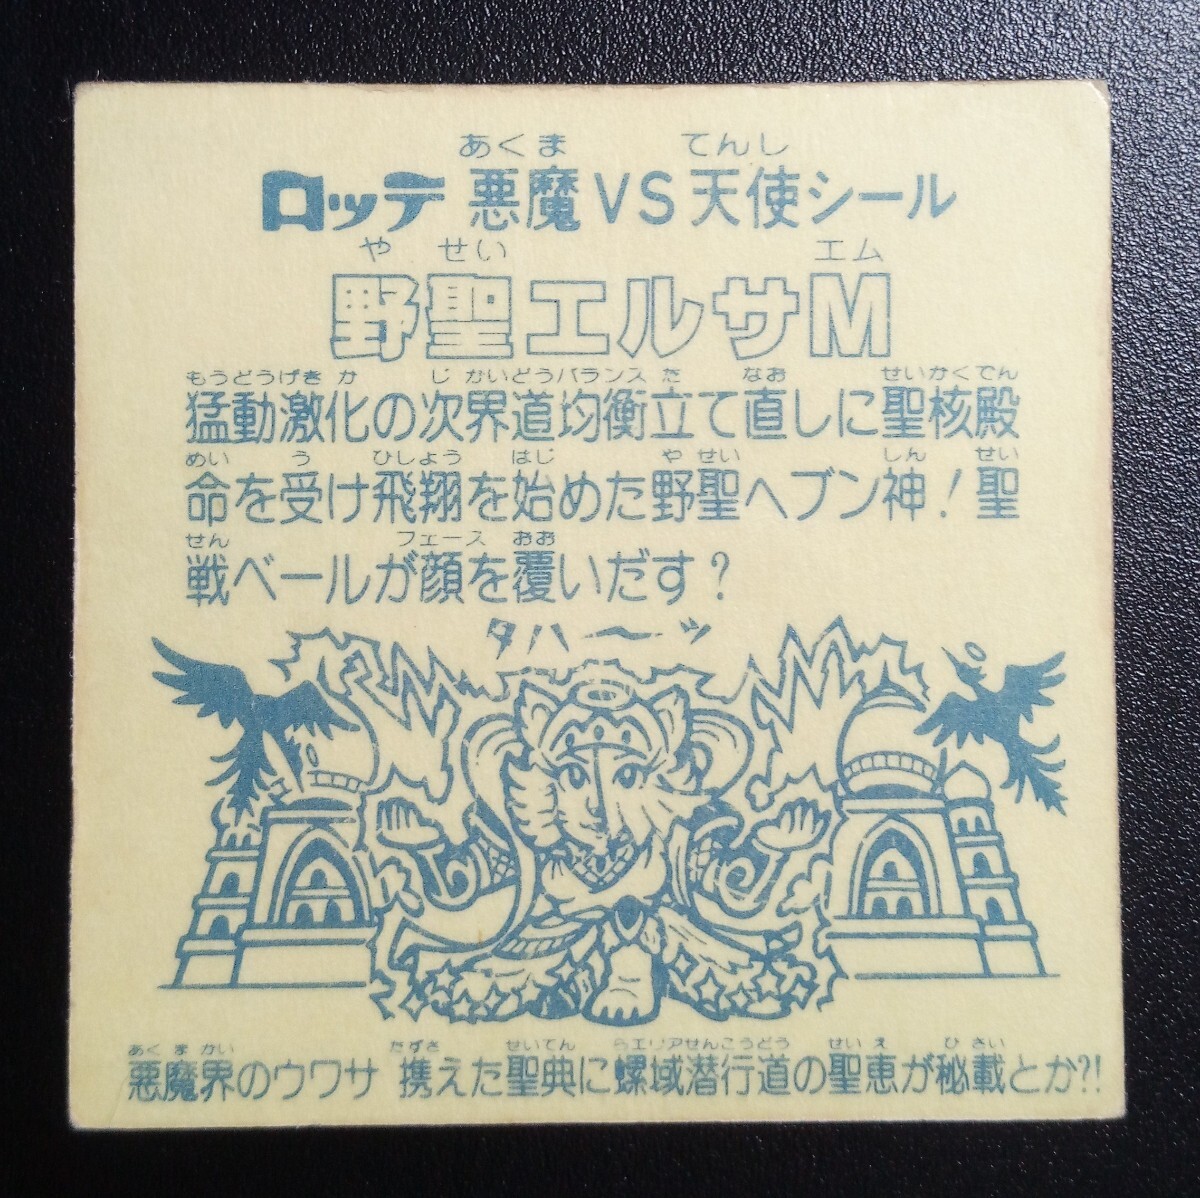 あくま てんし
ロッテ 悪魔VS天使シール
や せい エム
野聖エルサM
もうどうげきか じかいどうバランス た なお せいかくでん
猛動激化の次界道均衡立て直しに聖核殿
めい う ひしょう はじ や せい しん せい
命を受け飛翔を始めた野聖ヘブン神!聖
せん フェース おお
戦ベールが顔を覆いだす?
タハ〜ッ
あく ま かい たずさ せいてん らエリアせんこうどう せい え ひ さい
悪魔界のウワサ 携えた聖典に螺域潜行道の聖恵が秘載とか?!